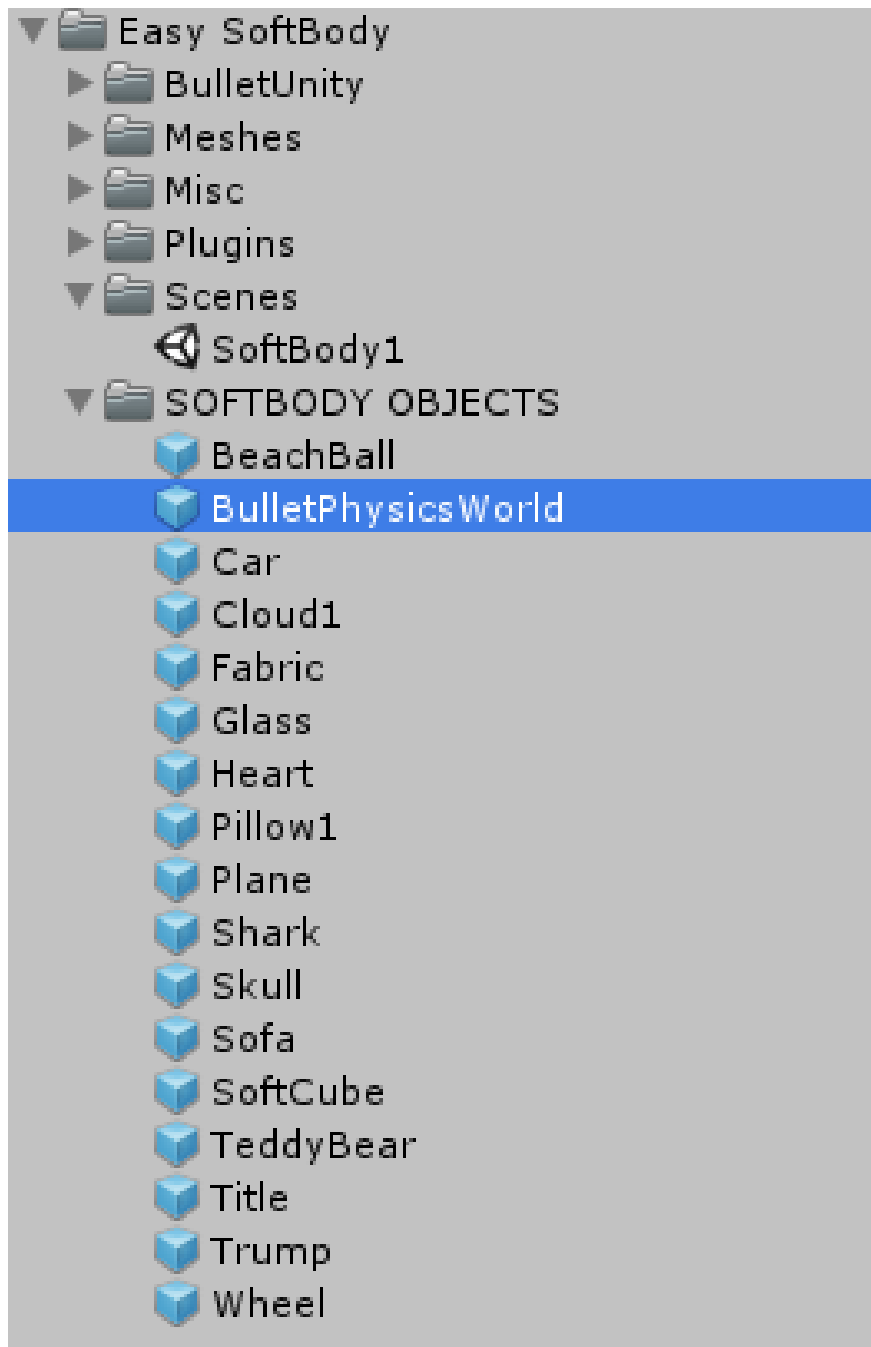 Easy SoftBody
BulletUnity
Meshes
Misc
Plugins
Scenes
SoftBody1
SOFTBODY OBJECTS
BeachBall
BulletPhysicsWorld
Car
Cloud1
Fabric
Glass
Heart
Pillow1
Plane
Shark
Skull
Sofa
SoftCube
TeddyBear
Title
Trump
Wheel